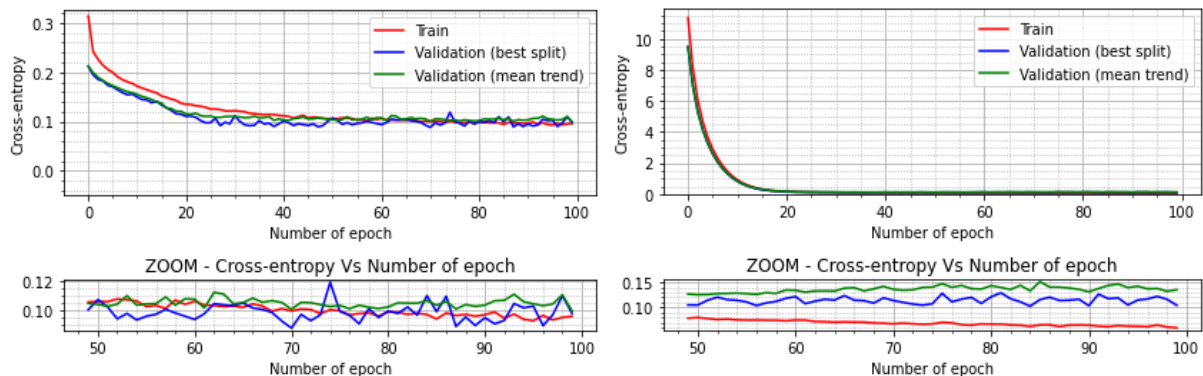 Cross-entropy
0.3
0.2
0.1
0.0
Train
Validation (best split)
Validation (mean trend)
0 20 40 60 80 100
Number of epoch
Cross-entropy
10
8
6
4
2
0
Train
Validation (best split)
Validation (mean trend)
0 20 40 60 80 100
Number of epoch
ZOOM - Cross-entropy Vs Number of epoch
0.12
0.10
50 60 70 80 90 100
Number of epoch
ZOOM - Cross-entropy Vs Number of epoch
0.15
0.10
50 60 70 80 90 100
Number of epoch